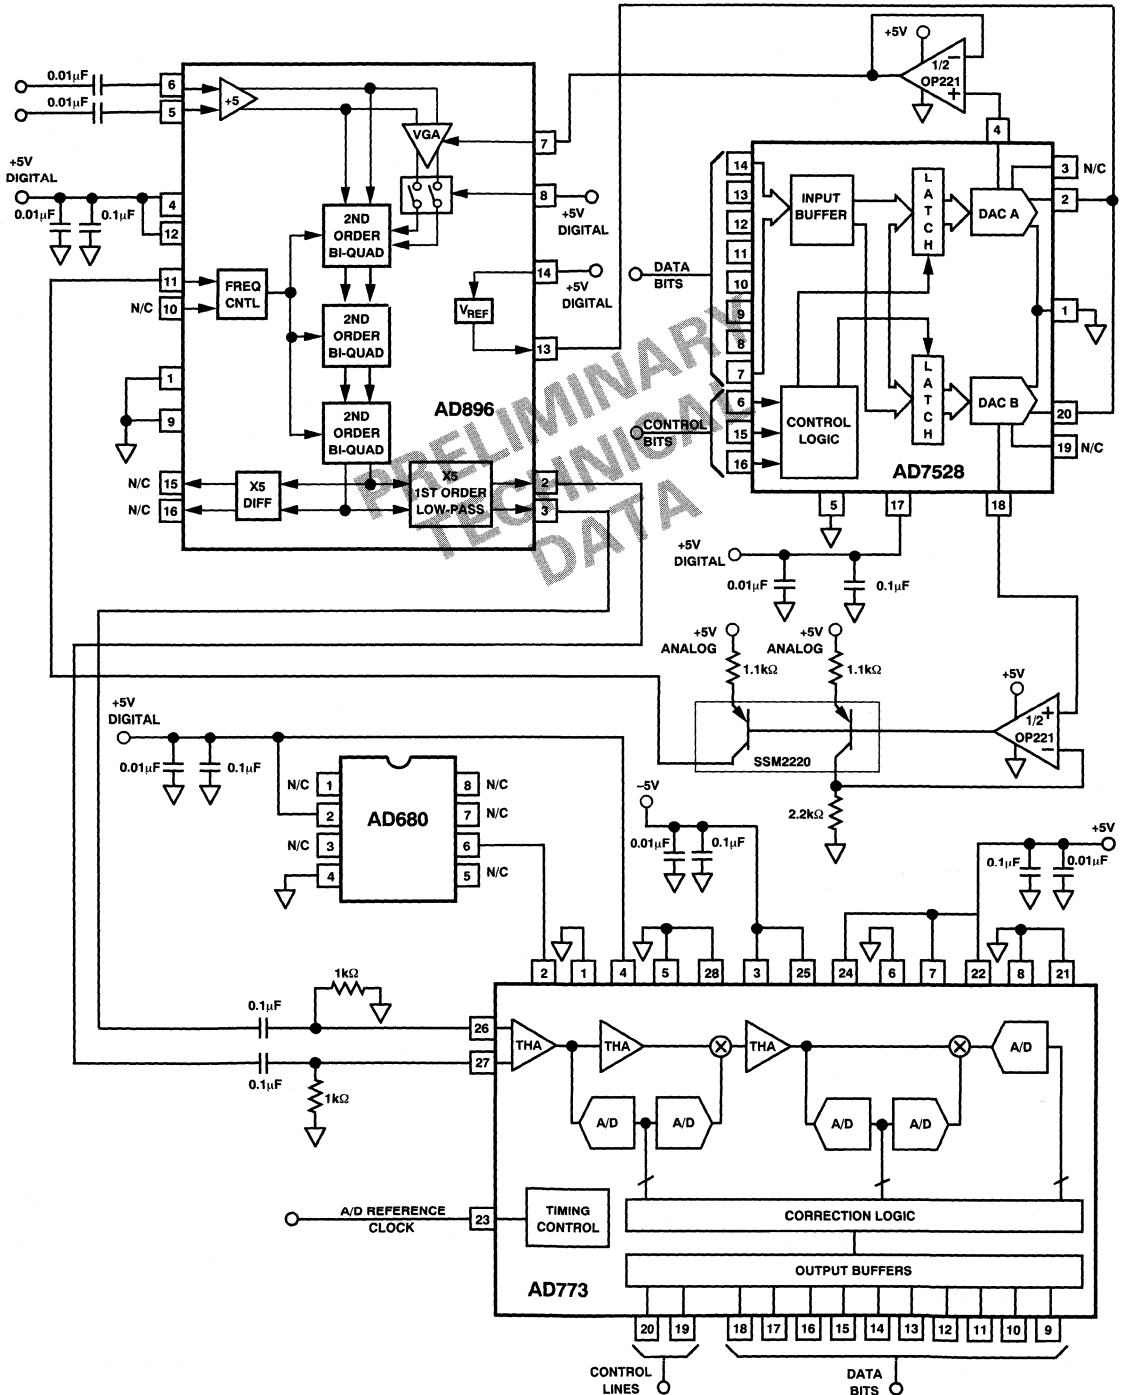 0.01µF
0.01µF
6
5
+5
VGA
7
8
+5V
DIGITAL
14
+5V
DIGITAL
VREF
13
+5V
DIGITAL
0.01µF
0.1µF
4
12
11
N/C
10
FREQ
CNTL
2ND
ORDER
BI-QUAD
2ND
ORDER
BI-QUAD
2ND
ORDER
BI-QUAD
1
9
AD896
N/C
15
N/C
16
X5
DIFF
X5
1ST ORDER
LOW-PASS
2
3
+5V
1/2
OP221
−
+
4
3
N/C
2
1
20
19
N/C
14
13
12
11
10
9
8
7
6
15
16
DATA
BITS
CONTROL
BITS
INPUT
BUFFER
LATCH
DAC A
LATCH
DAC B
CONTROL
LOGIC
AD7528
5
17
18
+5V
DIGITAL
0.01µF
0.1µF
PRELIMINARY
TECHNICAL
DATA
+5V
ANALOG
1.1kΩ
+5V
ANALOG
1.1kΩ
SSM2220
+5V
1/2
OP221
+
−
2.2kΩ
+5V
DIGITAL
0.01µF
0.1µF
N/C
1
2
N/C
3
4
AD680
8
N/C
7
N/C
6
5
N/C
–5V
0.01µF
0.1µF
+5V
0.1µF
0.01µF
2
1
4
5
28
3
25
24
6
7
22
8
21
0.1µF
1kΩ
0.1µF
1kΩ
26
27
THA
THA
THA
A/D
A/D
A/D
A/D
A/D
A/D REFERENCE
CLOCK
23
TIMING
CONTROL
CORRECTION LOGIC
OUTPUT BUFFERS
AD773
20
19
18
17
16
15
14
13
12
11
10
9
CONTROL
LINES
DATA
BITS